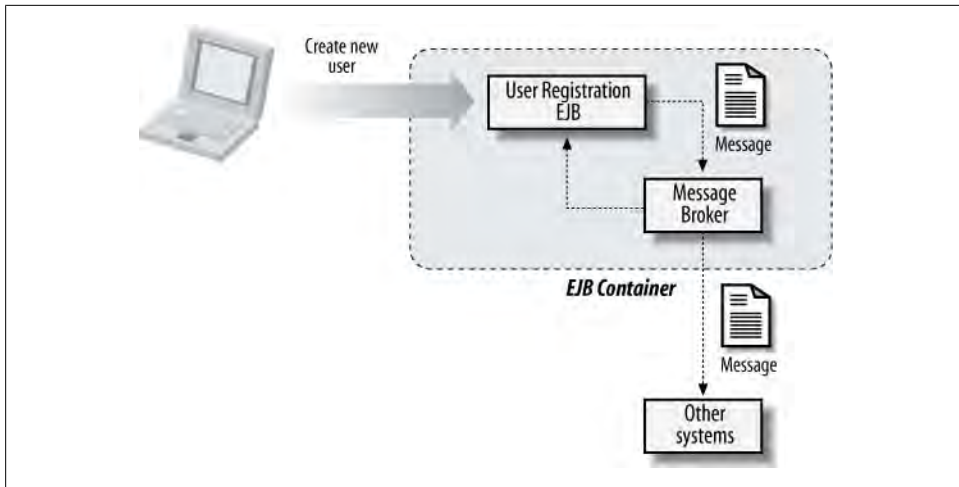 Create new
user
User Registration
EJB
Message
Message
Broker
EJB Container
Message
Other
systems